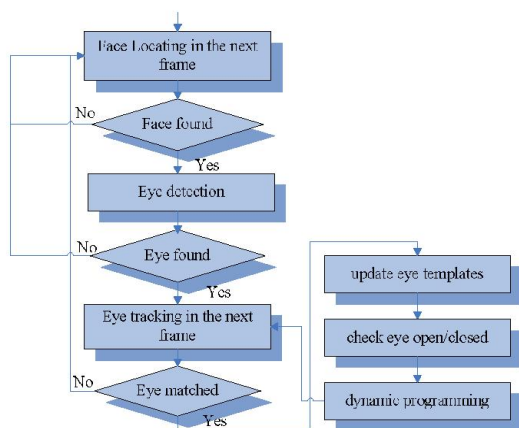 Face Locating in the next
frame
No
Face found
Yes
Eye detection
No
Eye found
Yes
Eye tracking in the next
frame
No
Eye matched
Yes
update eye templates
check eye open/closed
dynamic programming